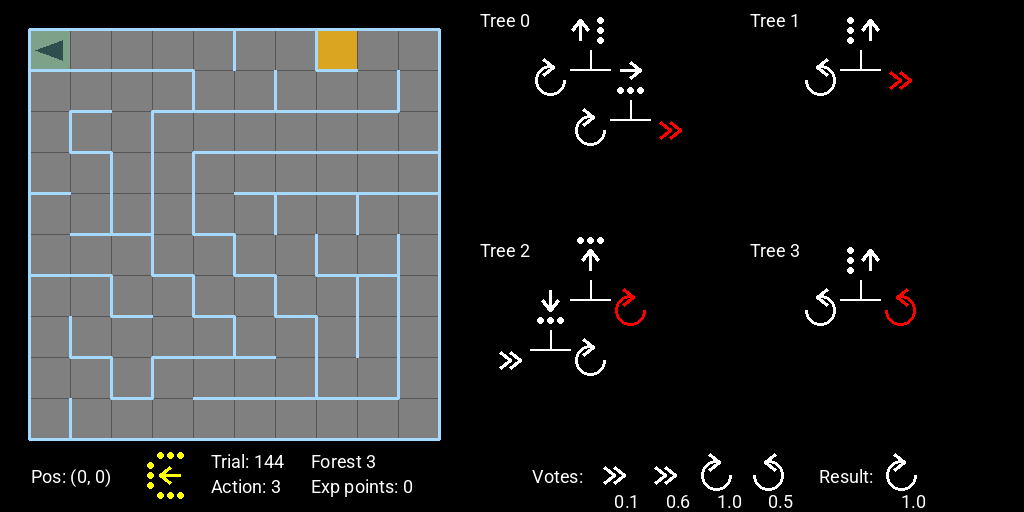 Tree 0
Tree 1
Tree 2
Tree 3
Pos: (0, 0)
Trial: 144
Forest 3
Action: 3
Exp points: 0
Votes:
0.1
0.6
1.0
0.5
Result:
1.0